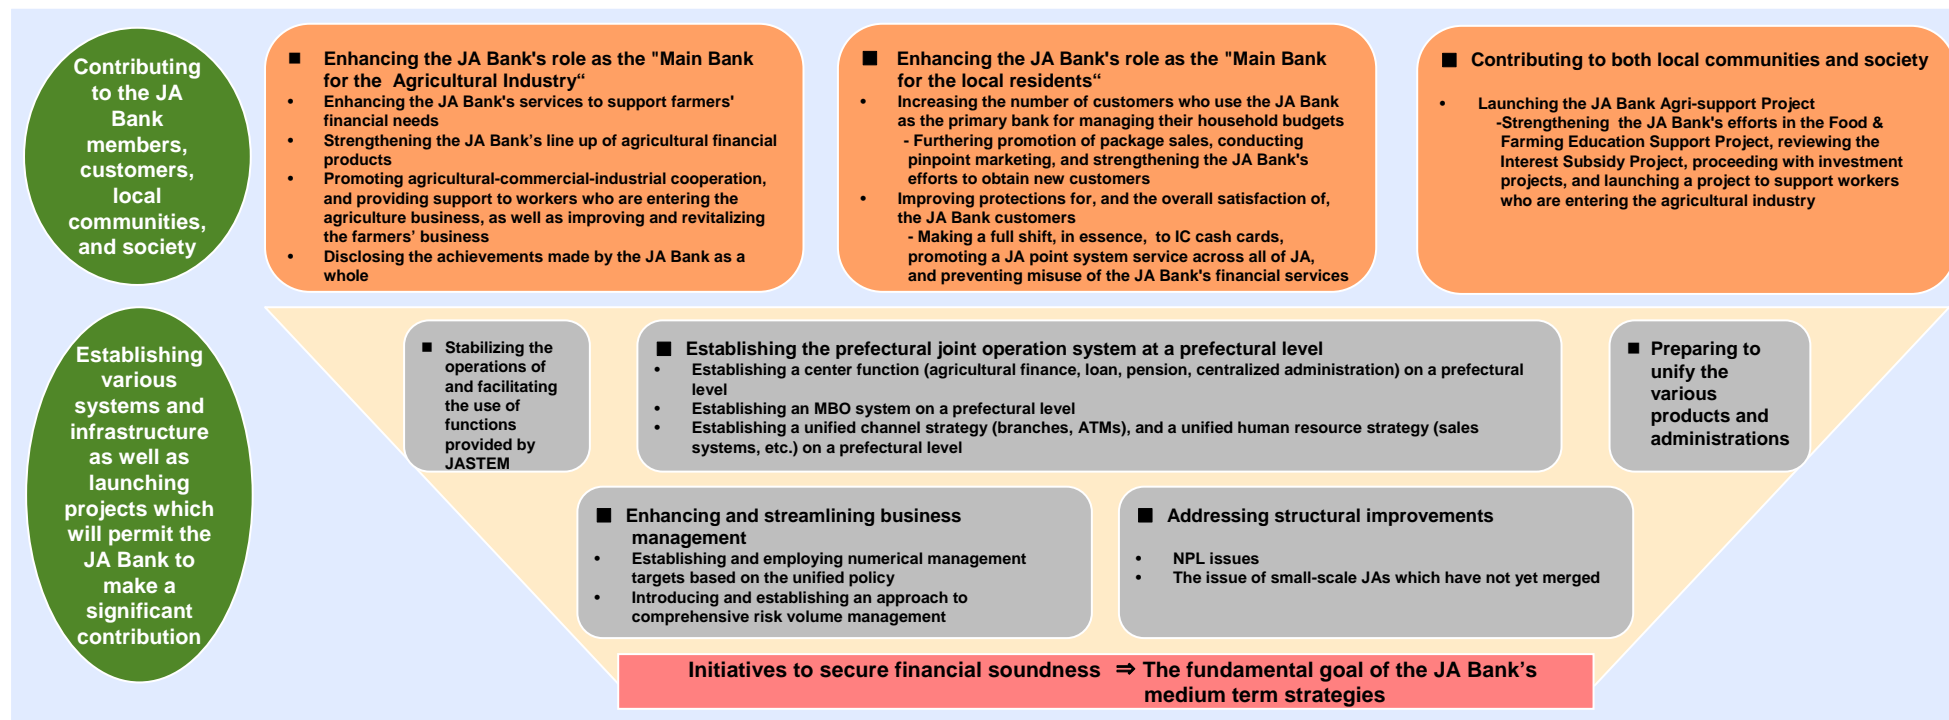 Contributing
to the JA
Bank
members,
customers,
local
communities,
and society
■ Enhancing the JA Bank's role as the "Main Bank
for the Agricultural Industry“
• Enhancing the JA Bank's services to support farmers'
financial needs
• Strengthening the JA Bank’s line up of agricultural financial
products
• Promoting agricultural-commercial-industrial cooperation,
and providing support to workers who are entering the
agriculture business, as well as improving and revitalizing
the farmers’ business
• Disclosing the achievements made by the JA Bank as a
whole
■ Enhancing the JA Bank's role as the "Main Bank
for the local residents“
• Increasing the number of customers who use the JA Bank
as the primary bank for managing their household budgets
- Furthering promotion of package sales, conducting
pinpoint marketing, and strengthening the JA Bank's
efforts to obtain new customers
• Improving protections for, and the overall satisfaction of,
the JA Bank customers
- Making a full shift, in essence, to IC cash cards,
promoting a JA point system service across all of JA,
and preventing misuse of the JA Bank's financial services
■ Contributing to both local communities and society
• Launching the JA Bank Agri-support Project
-Strengthening the JA Bank's efforts in the Food &
Farming Education Support Project, reviewing the
Interest Subsidy Project, proceeding with investment
projects, and launching a project to support workers
who are entering the agricultural industry
Establishing
various
systems and
infrastructure
as well as
launching
projects which
will permit the
JA Bank to
make a
significant
contribution
■ Stabilizing the
operations of
and facilitating
the use of
functions
provided by
JASTEM
■ Establishing the prefectural joint operation system at a prefectural level
• Establishing a center function (agricultural finance, loan, pension, centralized administration) on a prefectural
level
• Establishing an MBO system on a prefectural level
• Establishing a unified channel strategy (branches, ATMs), and a unified human resource strategy (sales
systems, etc.) on a prefectural level
■ Preparing to
unify the
various
products and
administrations
■ Enhancing and streamlining business
management
• Establishing and employing numerical management
targets based on the unified policy
• Introducing and establishing an approach to
comprehensive risk volume management
■ Addressing structural improvements
• NPL issues
• The issue of small-scale JAs which have not yet merged
Initiatives to secure financial soundness ⇒ The fundamental goal of the JA Bank’s
medium term strategies